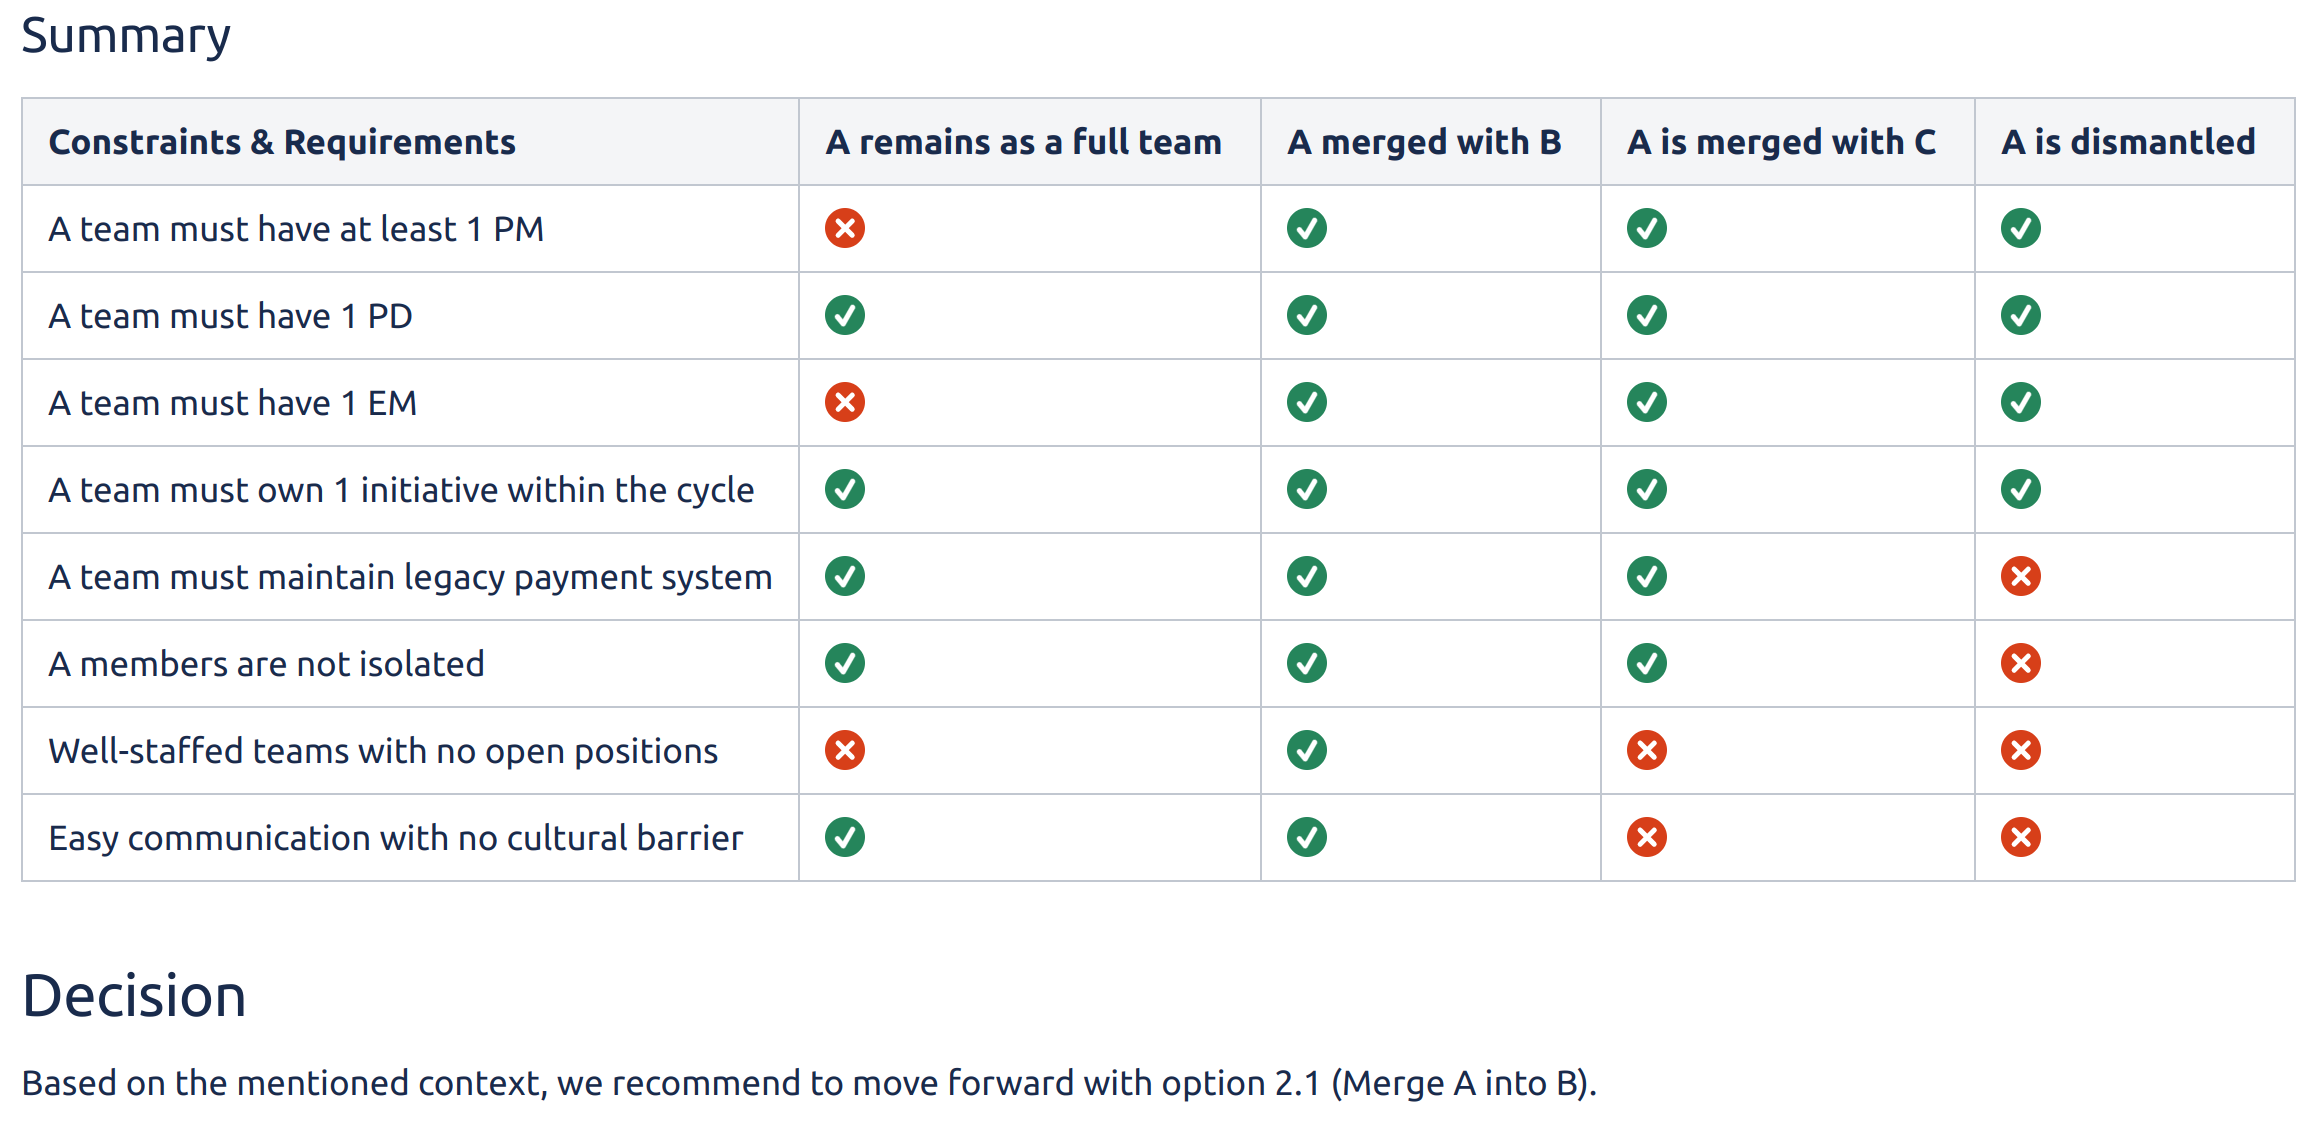 Summary
Constraints & Requirements A remains as a full team A merged with B A is merged with C A is dismantled
A team must have at least 1 PM
A team must have 1 PD
A team must have 1 EM
A team must own 1 initiative within the cycle
A team must maintain legacy payment system
A members are not isolated
Well-staffed teams with no open positions
Easy communication with no cultural barrier
Decision
Based on the mentioned context, we recommend to move forward with option 2.1 (Merge A into B).